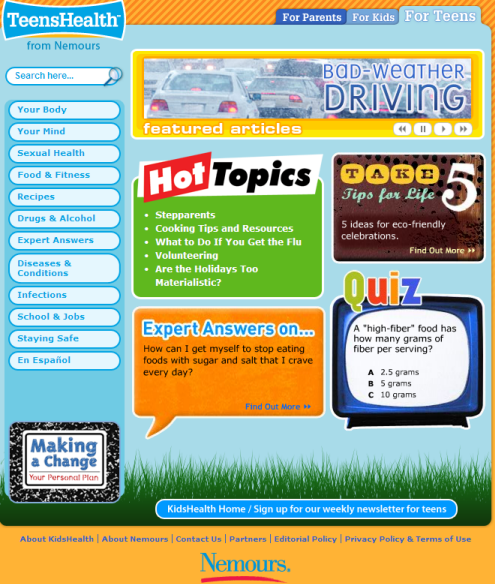 TeensHealth™
from Nemours
For Parents
For Kids
For Teens
Search here...
Your Body
Your Mind
Sexual Health
Food & Fitness
Recipes
Drugs & Alcohol
Expert Answers
Diseases &
Conditions
Infections
School & Jobs
Staying Safe
En Español
Making
a Change
Your Personal Plan
Bad-Weather
Driving
featured articles
Hot Topics
• Stepparents
• Cooking Tips and Resources
• What to Do If You Get the Flu
• Volunteering
• Are the Holidays Too
Materialistic?
TAKE 5
Tips for Life
5 ideas for eco-friendly
celebrations.
Find Out More
Expert Answers on...
How can I get myself to stop eating
foods with sugar and salt that I crave
every day?
Find Out More
Quiz
A "high-fiber" food has
how many grams of
fiber per serving?
A 2.5 grams
B 5 grams
C 10 grams
KidsHealth Home / Sign up for our weekly newsletter for teens
About KidsHealth | About Nemours | Contact Us | Partners | Editorial Policy | Privacy Policy & Terms of Use
Nemours.